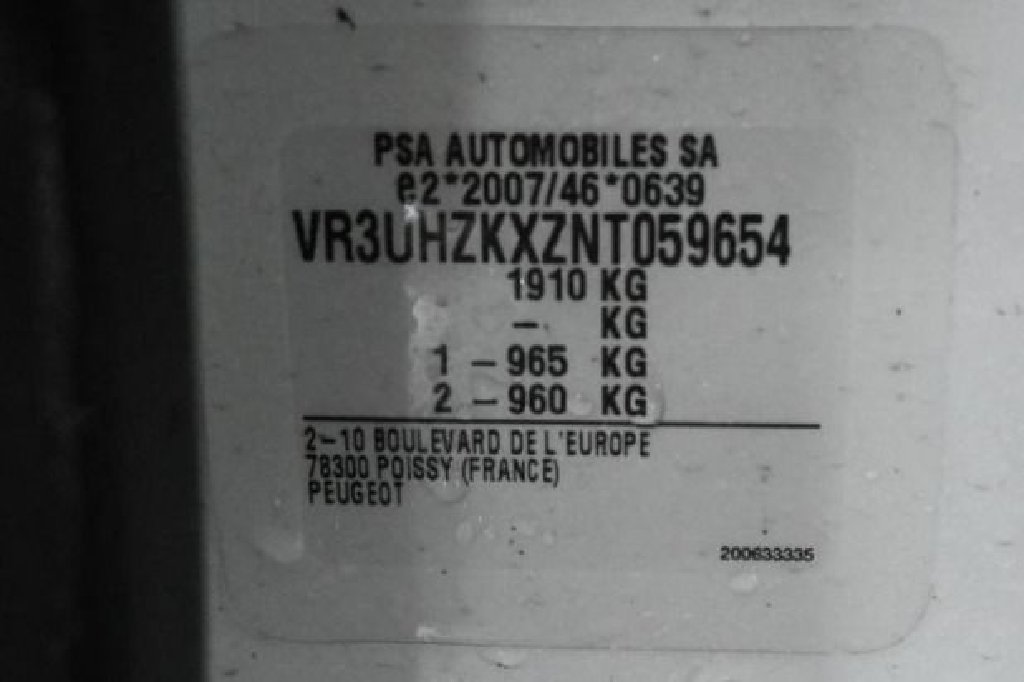 PSA AUTOMOBILES SA
e2*2007/46*0639
VR3UHZKXZNT059654
1910 KG
- KG
1 - 965 KG
2 - 960 KG
2-10 BOULEVARD DE L'EUROPE
78300 POISSY (FRANCE)
PEUGEOT
200633335